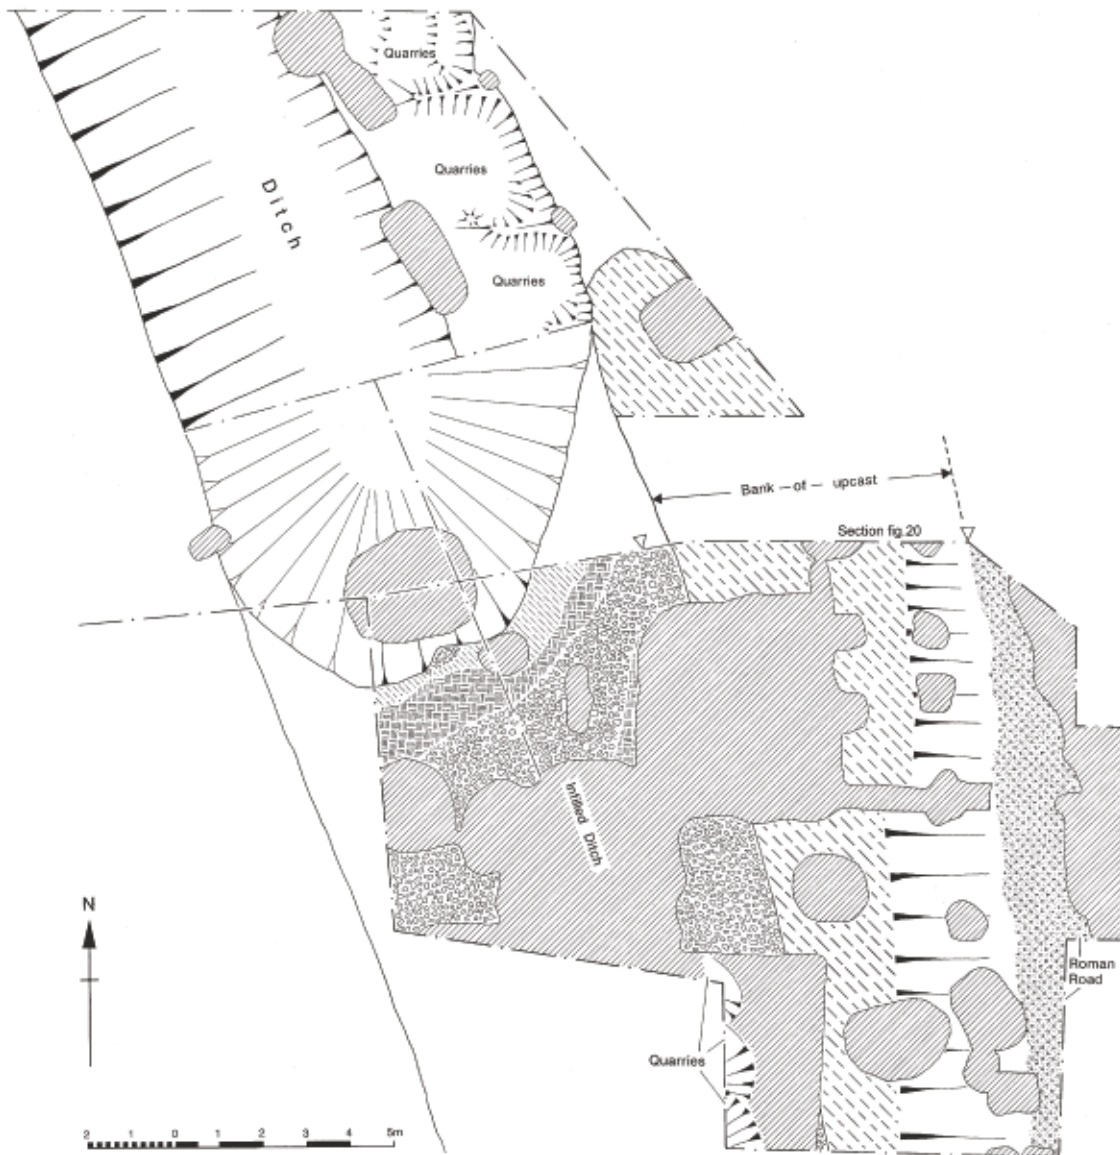 Quarries
Quarries
Ditch
Quarries
Bank of upcast
Section fig.20
Infilled Ditch
N
Roman
Road
Quarries
2 1 0 1 2 3 4 5m